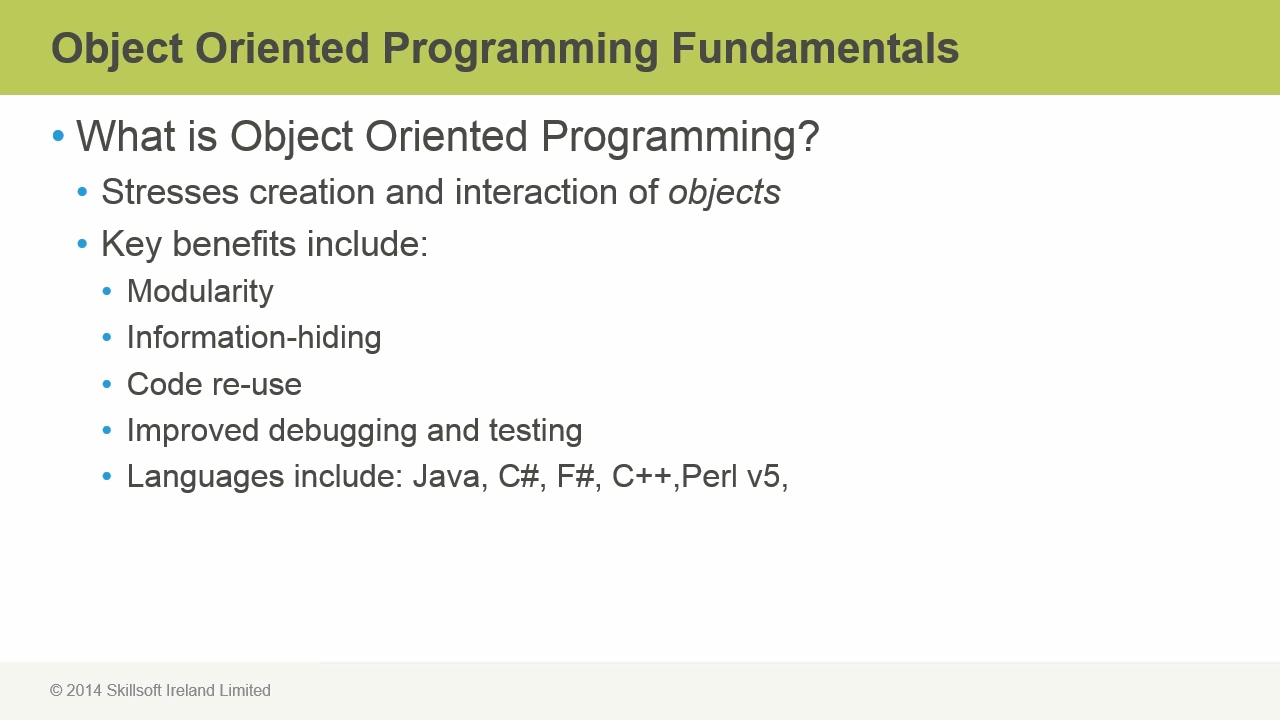 Object Oriented Programming Fundamentals
• What is Object Oriented Programming?
• Stresses creation and interaction of objects
• Key benefits include:
• Modularity
• Information-hiding
• Code re-use
• Improved debugging and testing
• Languages include: Java, C#, F#, C++,Perl v5,
© 2014 Skillsoft Ireland Limited